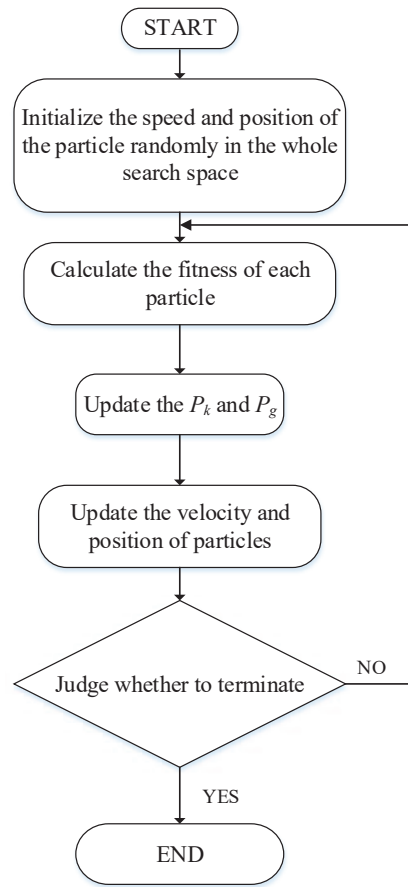 START
Initialize the speed and position of
the particle randomly in the whole
search space
Calculate the fitness of each
particle
Update the Pk and Pg
Update the velocity and
position of particles
Judge whether to terminate
NO
YES
END